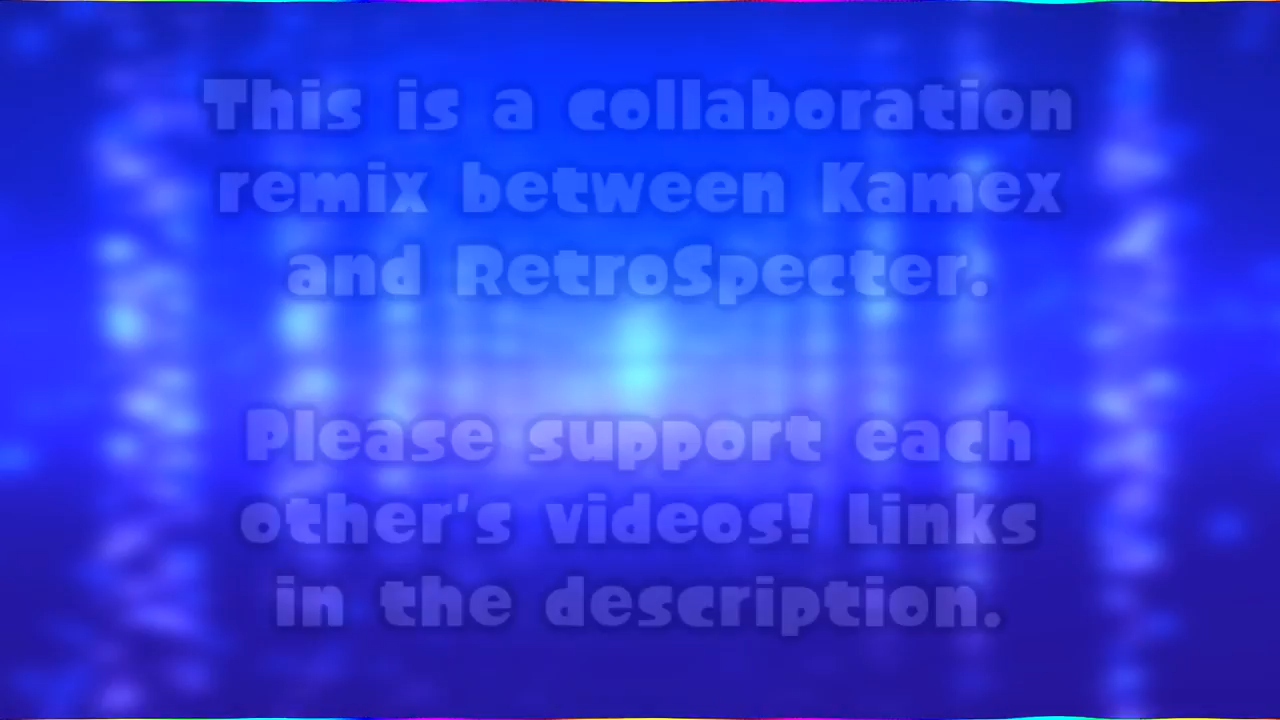 This is a collaboration
remix between Kamex
and RetroSpecter.
Please support each
other's videos! Links
in the description.